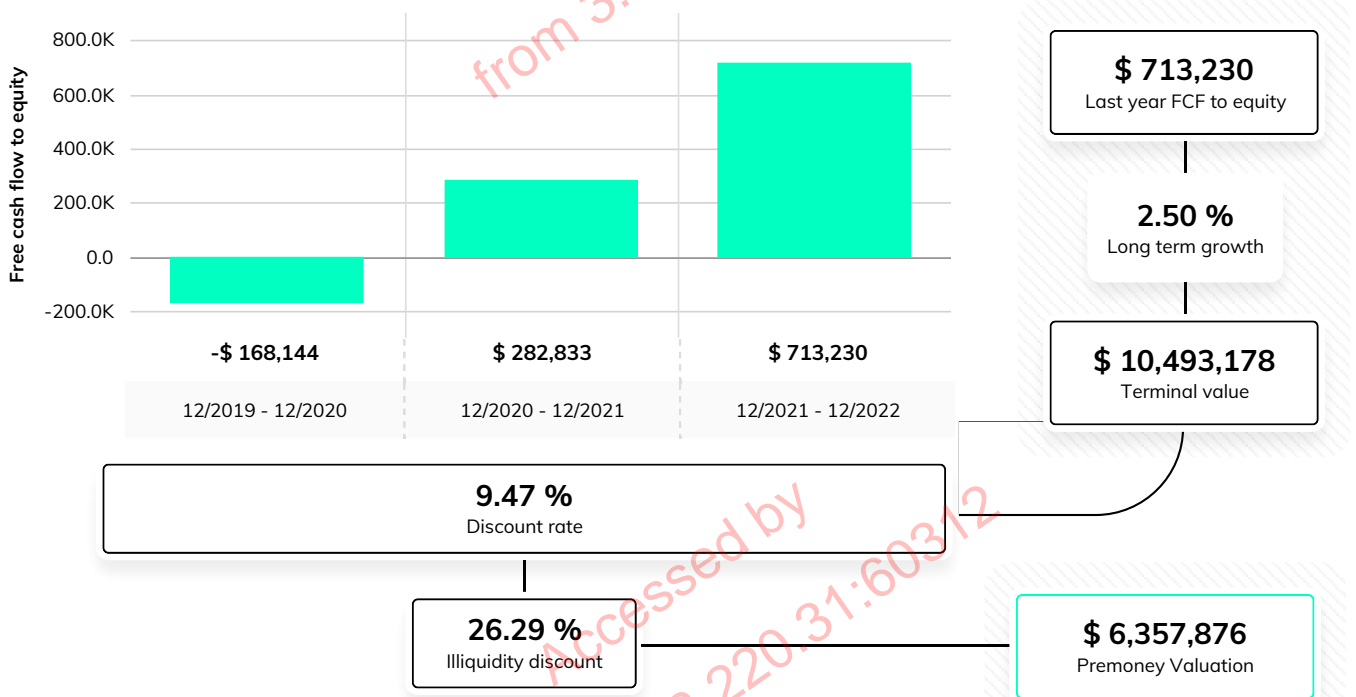 Free cash flow to equity
800.0K
600.0K
400.0K
200.0K
0.0
-200.0K
-$ 168,144
$ 282,833
$ 713,230
12/2019 - 12/2020
12/2020 - 12/2021
12/2021 - 12/2022
9.47 %
Discount rate
26.29 %
Illiquidity discount
$ 713,230
Last year FCF to equity
2.50 %
Long term growth
$ 10,493,178
Terminal value
$ 6,357,876
Premoney Valuation
from 3.
Accessed by
.220.31:60312